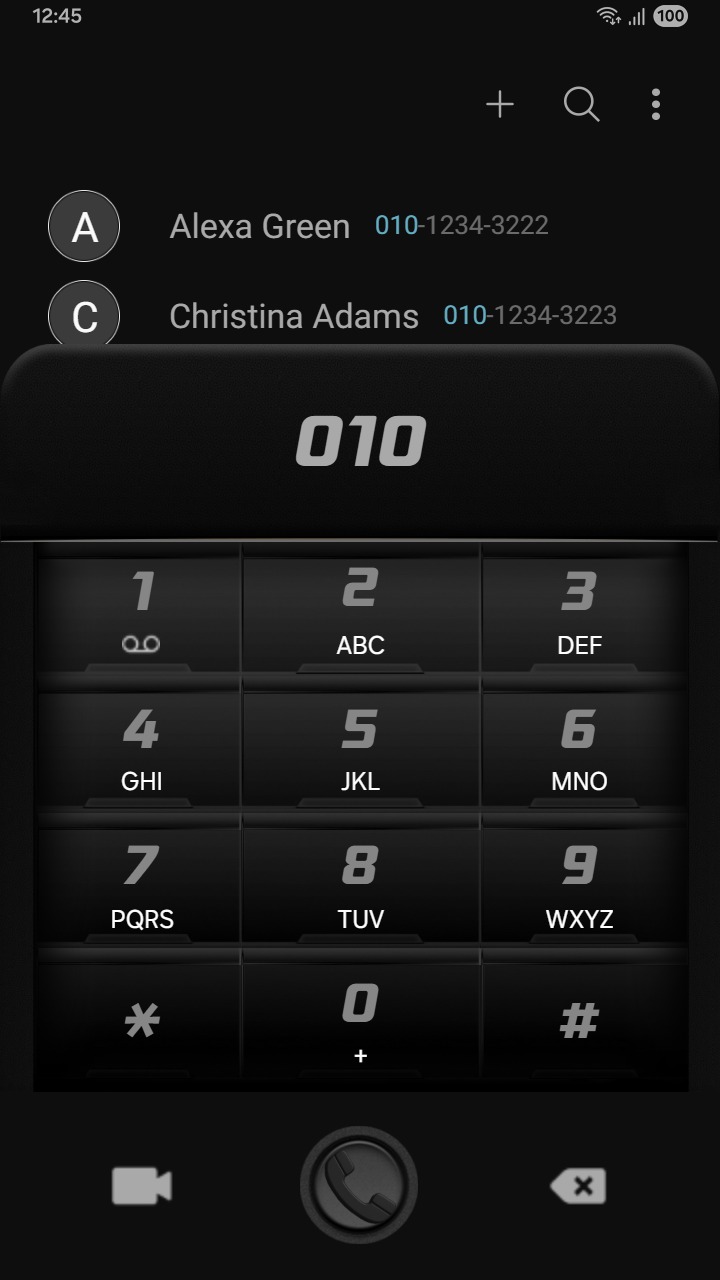 12:45 100
+
A Alexa Green 010-1234-3222
C Christina Adams 010-1234-3223
010
1 2 3
ABC DEF
4 5 6
GHI JKL MNO
7 8 9
PQRS TUV WXYZ
* 0 #
+